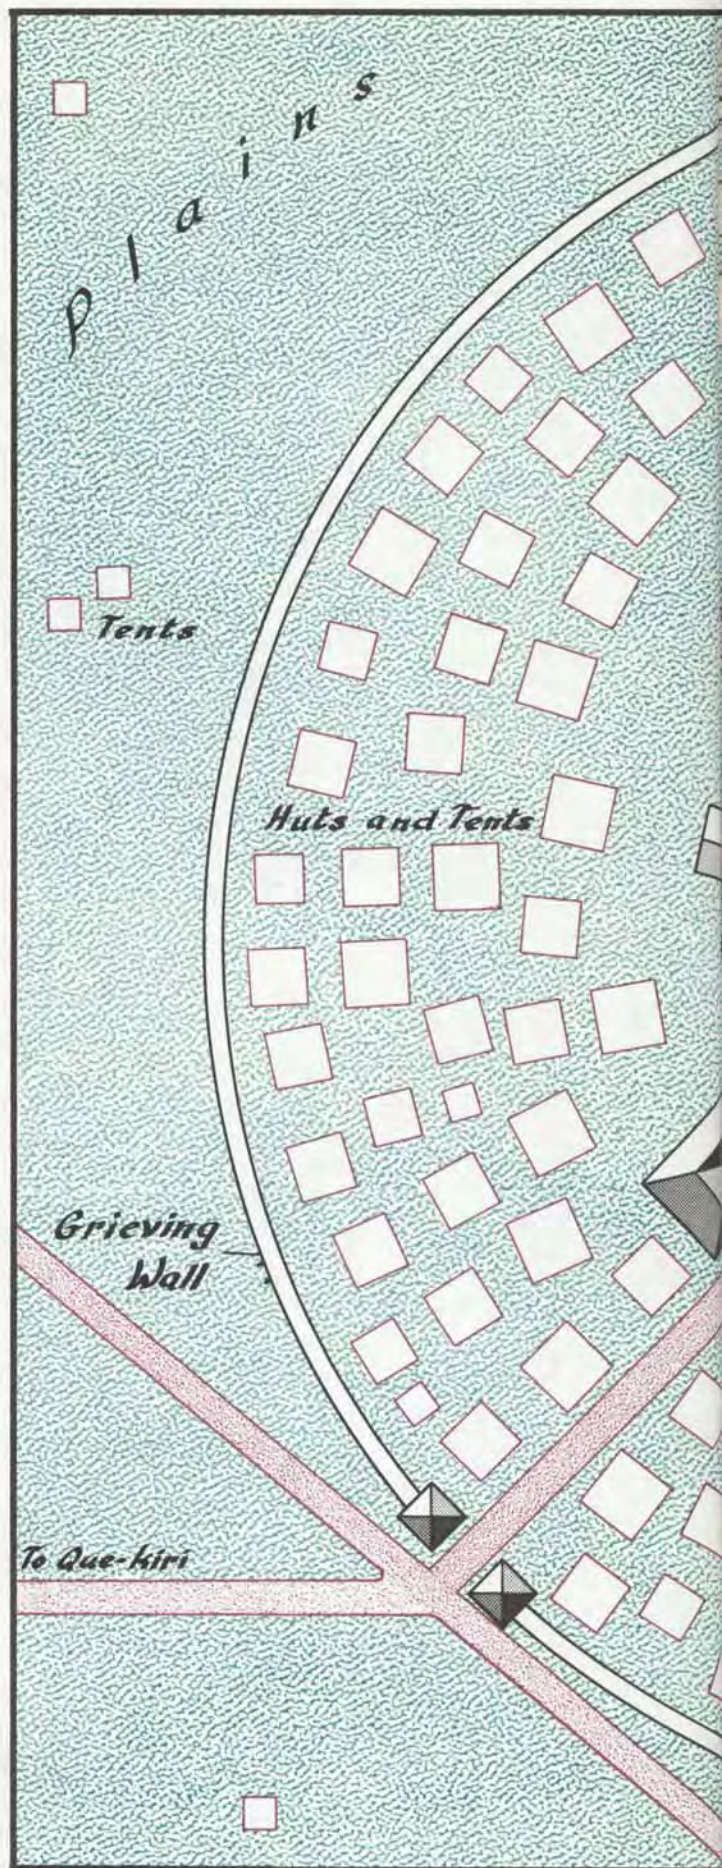 Plains
Tents
Huts and Tents
Grieving
Wall
To Que-kiri